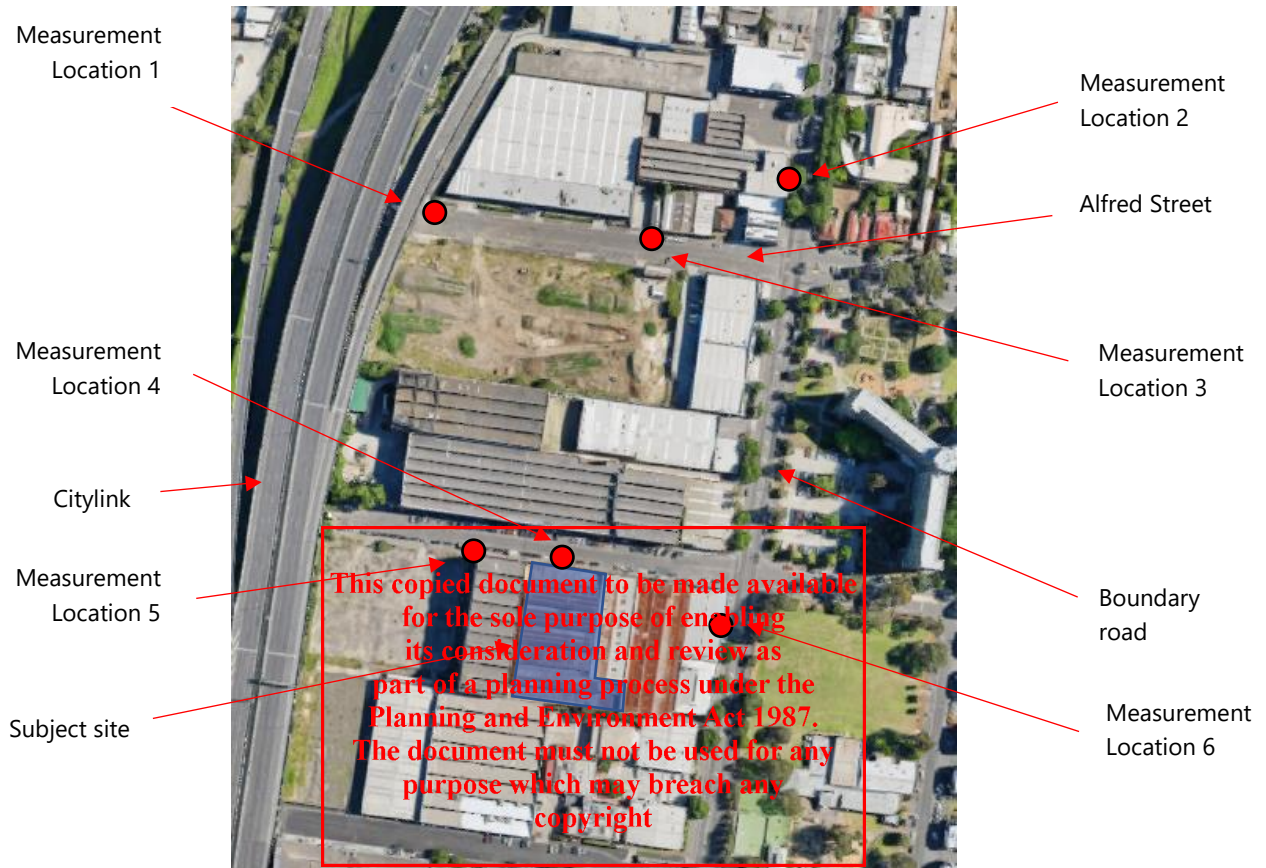 Measurement
Location 1
Measurement
Location 2
Alfred Street
Measurement
Location 3
Measurement
Location 4
Citylink
Measurement
Location 5
Boundary
road
Subject site
Measurement
Location 6
This copied document to be made available
for the sole purpose of enabling
its consideration and review as
part of a planning process under the
Planning and Environment Act 1987.
The document must not be used for any
purpose which may breach any
copyright